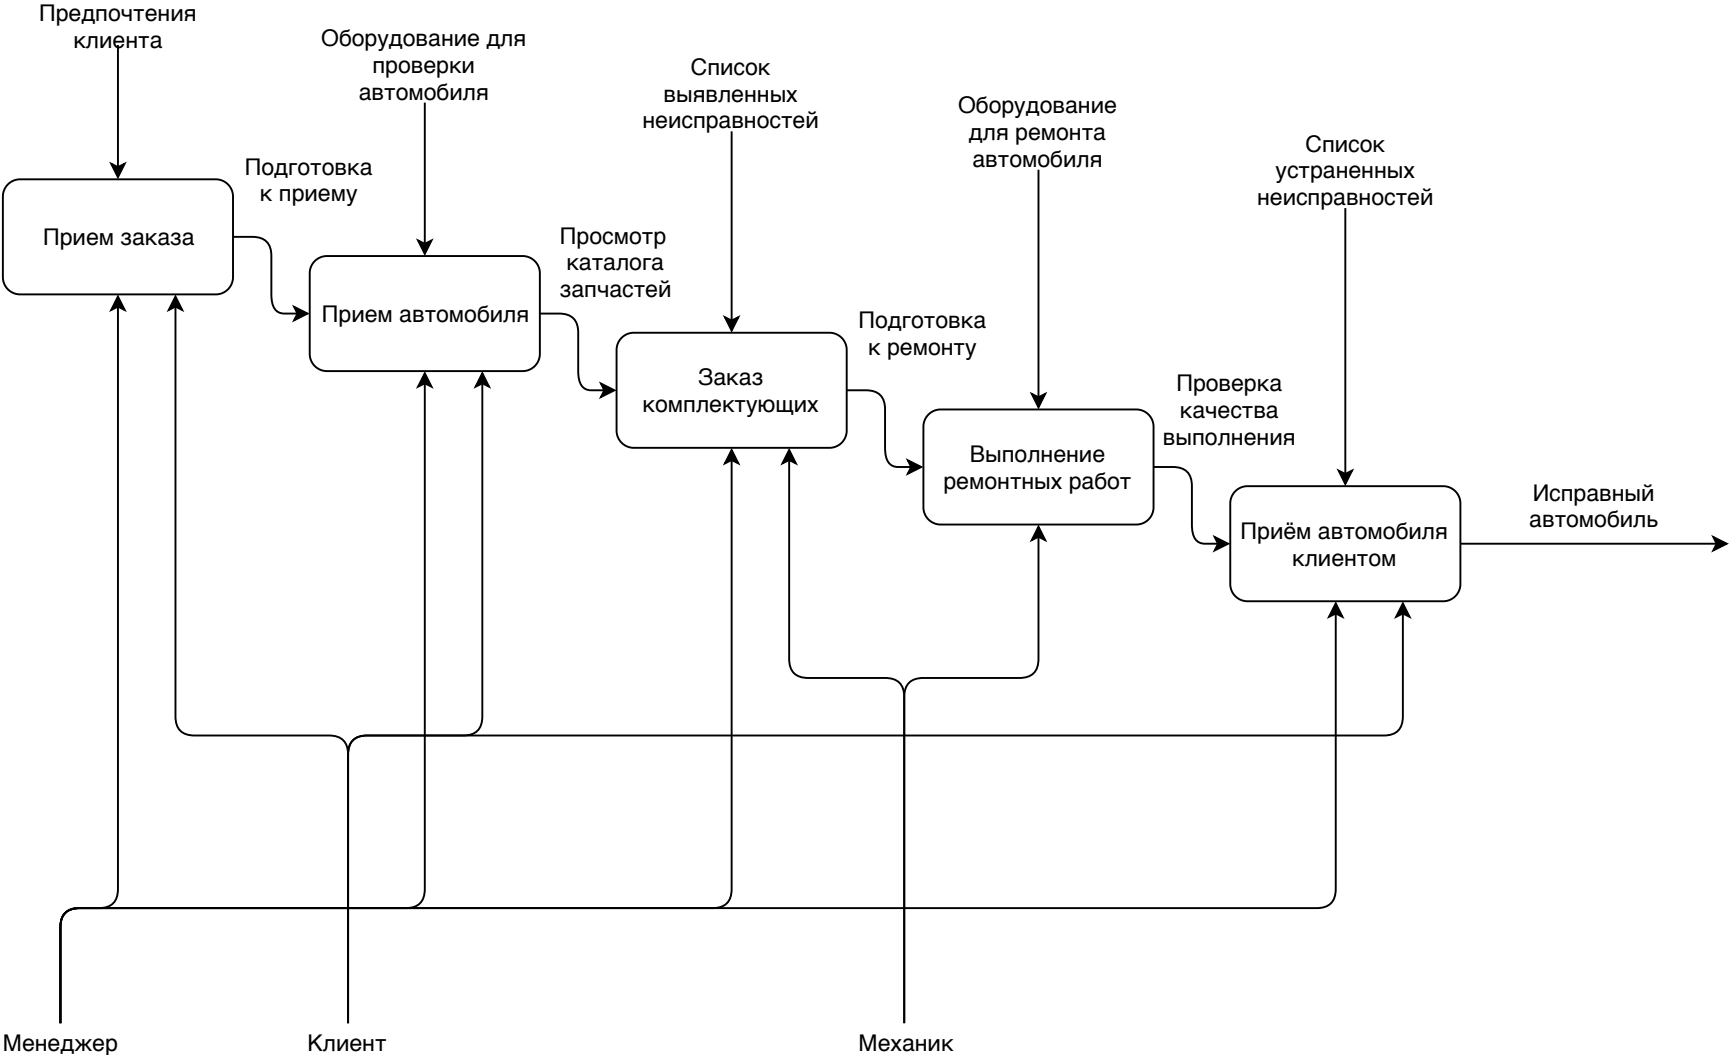 Предпочтения
клиента
Оборудование для
проверки
автомобиля
Список
выявленных
неисправностей
Оборудование
для ремонта
автомобиля
Список
устраненных
неисправностей
Подготовка
к приему
Прием заказа
Просмотр
каталога
запчастей
Прием автомобиля
Подготовка
к ремонту
Заказ
комплектующих
Проверка
качества
выполнения
Выполнение
ремонтных работ
Исправный
автомобиль
Приём автомобиля
клиентом
Менеджер
Клиент
Механик